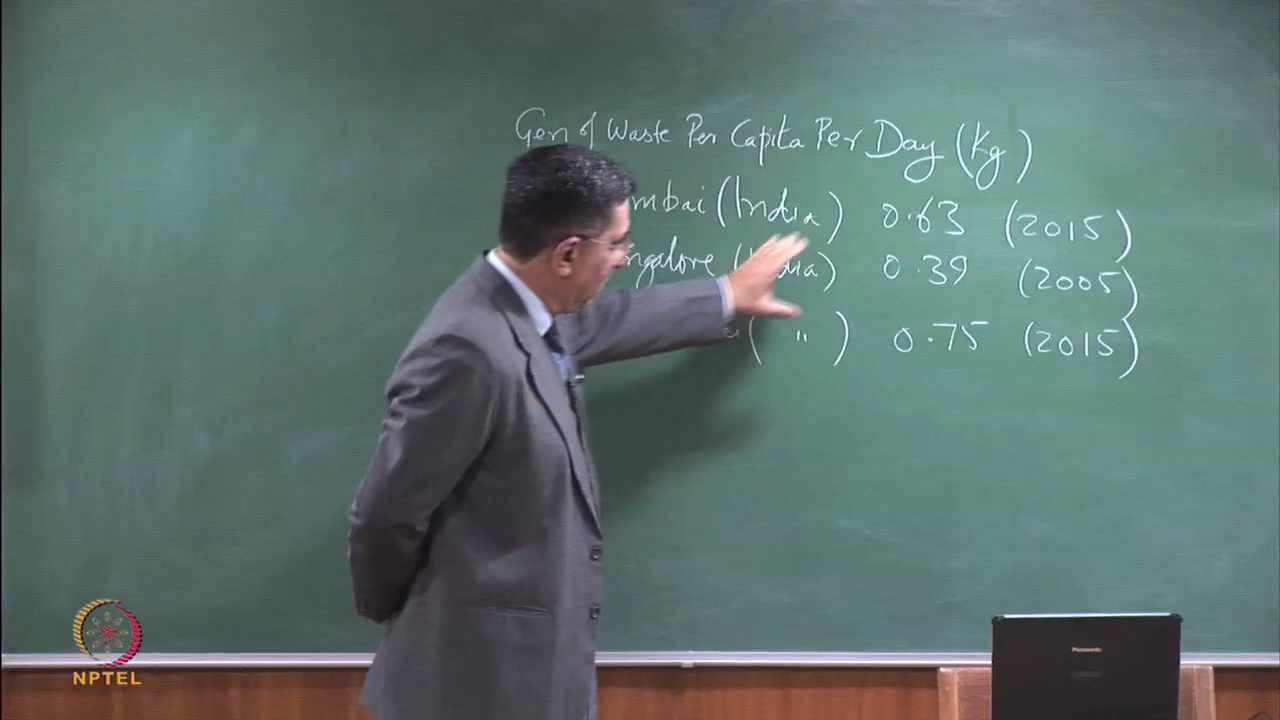 Gen of Waste Per Capita Per Day (Kg)
mbai (India) 0.63 (2015)
ngalore (India) 0.39 (2005)
( " ) 0.75 (2015)
Panasonic
NPTEL